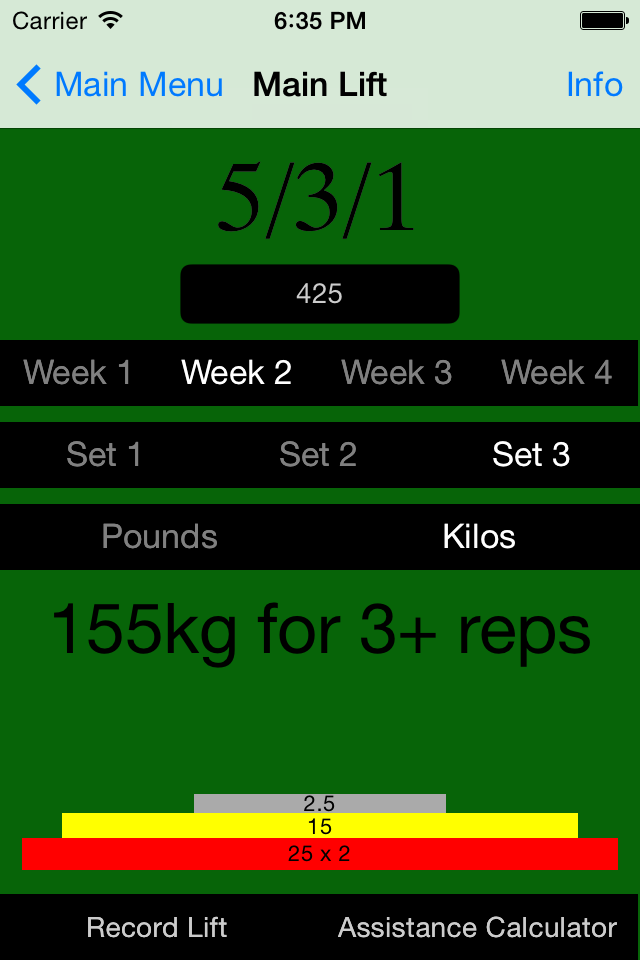 Carrier 6:35 PM
Main Menu Main Lift Info
5/3/1
425
Week 1 Week 2 Week 3 Week 4
Set 1 Set 2 Set 3
Pounds Kilos
155kg for 3+ reps
2.5
15
25 x 2
Record Lift Assistance Calculator